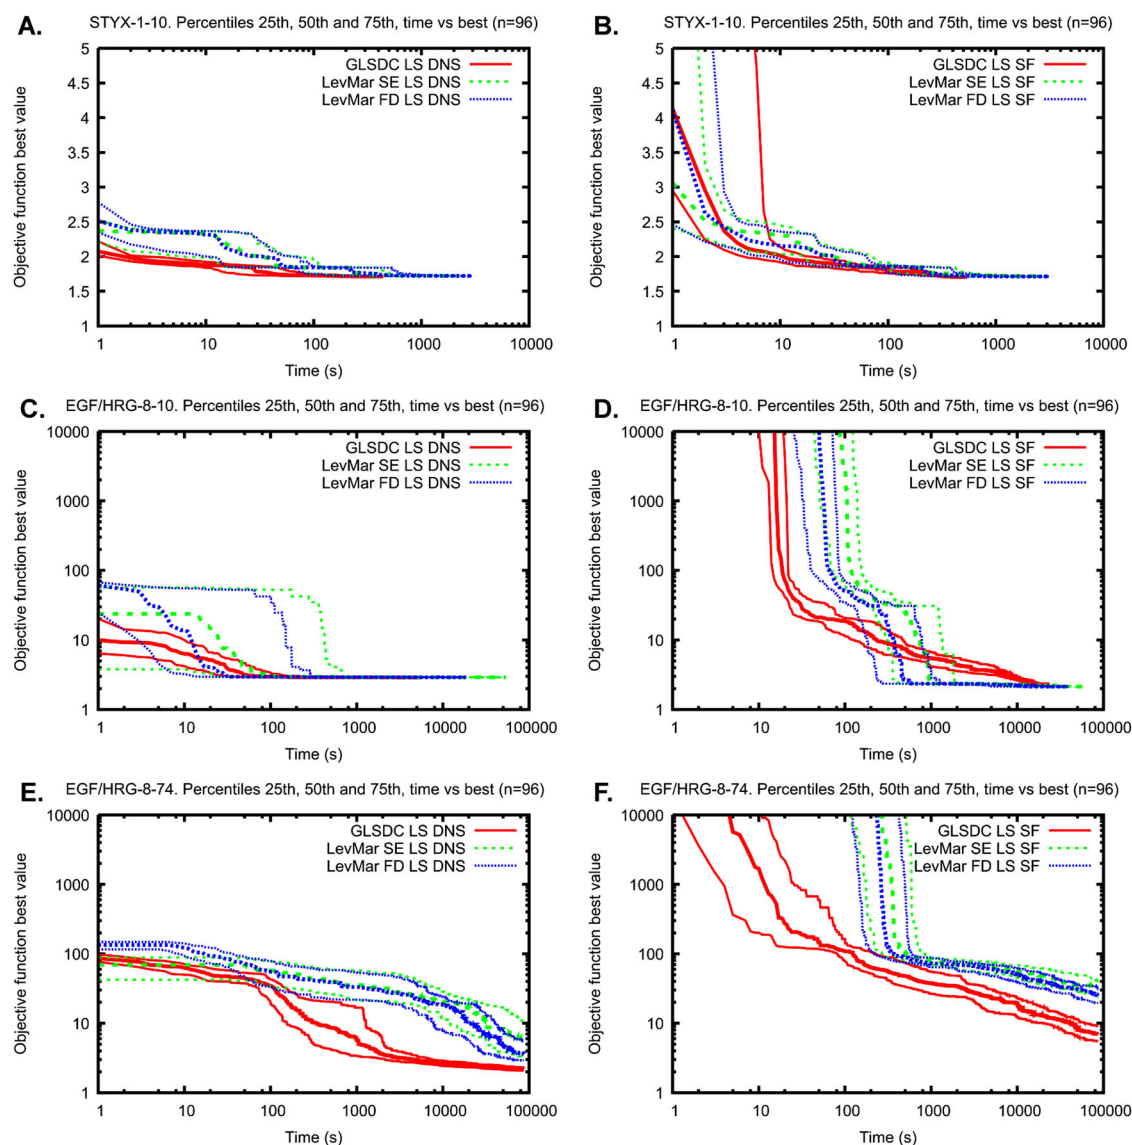 A.
STYX-1-10. Percentiles 25th, 50th and 75th, time vs best (n=96)
GLSDC LS DNS
LevMar SE LS DNS
LevMar FD LS DNS
Objective function best value
5
4.5
4
3.5
3
2.5
2
1.5
1
1 10 100 1000 10000
Time (s)
B.
STYX-1-10. Percentiles 25th, 50th and 75th, time vs best (n=96)
GLSDC LS SF
LevMar SE LS SF
LevMar FD LS SF
Objective function best value
5
4.5
4
3.5
3
2.5
2
1.5
1
1 10 100 1000 10000
Time (s)
C.
EGF/HRG-8-10. Percentiles 25th, 50th and 75th, time vs best (n=96)
GLSDC LS DNS
LevMar SE LS DNS
LevMar FD LS DNS
Objective function best value
10000
1000
100
10
1
1 10 100 1000 10000 100000
Time (s)
D.
EGF/HRG-8-10. Percentiles 25th, 50th and 75th, time vs best (n=96)
GLSDC LS SF
LevMar SE LS SF
LevMar FD LS SF
Objective function best value
10000
1000
100
10
1
1 10 100 1000 10000 100000
Time (s)
E.
EGF/HRG-8-74. Percentiles 25th, 50th and 75th, time vs best (n=96)
GLSDC LS DNS
LevMar SE LS DNS
LevMar FD LS DNS
Objective function best value
10000
1000
100
10
1
1 10 100 1000 10000 100000
Time (s)
F.
EGF/HRG-8-74. Percentiles 25th, 50th and 75th, time vs best (n=96)
GLSDC LS SF
LevMar SE LS SF
LevMar FD LS SF
Objective function best value
10000
1000
100
10
1
1 10 100 1000 10000 100000
Time (s)